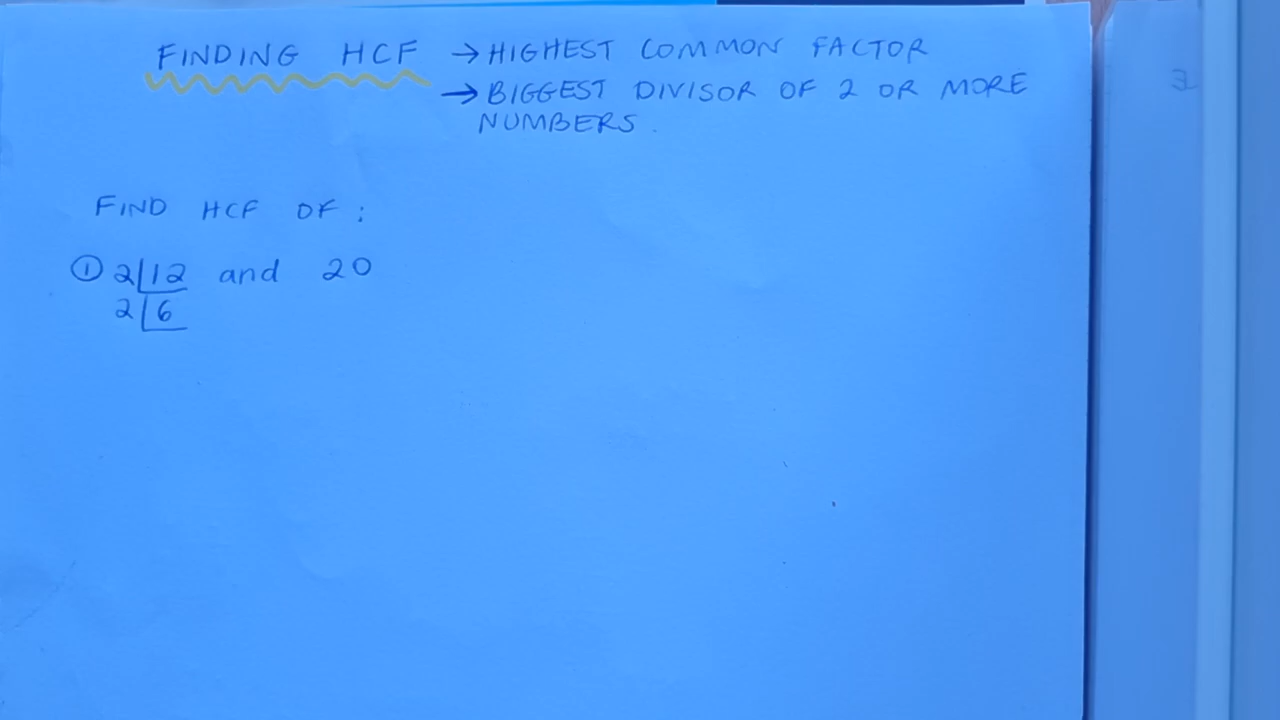 FINDING HCF → HIGHEST COMMON FACTOR
→ BIGGEST DIVISOR OF 2 OR MORE
NUMBERS.
FIND HCF OF :
① 2|12 and 20
2|6